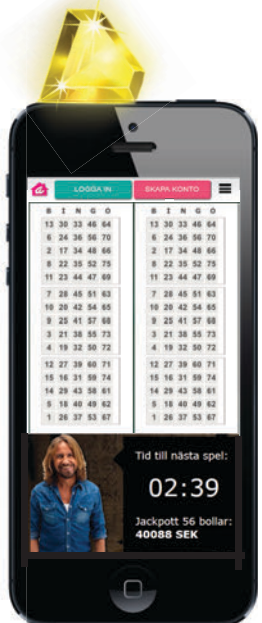 LOGGA IN SKAPA KONTO
B I N G O
13 30 33 46 64
6 24 36 56 70
2 17 34 48 66
8 22 35 52 75
11 23 44 47 69
7 28 45 51 63
10 20 42 54 65
9 25 41 57 68
3 21 38 55 73
4 19 32 50 72
12 27 39 60 71
15 16 31 59 74
14 29 43 58 61
5 18 40 49 62
1 26 37 53 67
B I N G O
13 30 33 46 64
6 24 36 56 70
2 17 34 48 66
8 22 35 52 75
11 23 44 47 69
7 28 45 51 63
10 20 42 54 65
9 25 41 57 68
3 21 38 55 73
4 19 32 50 72
12 27 39 60 71
15 16 31 59 74
14 29 43 58 61
5 18 40 49 62
1 26 37 53 67
Tid till nästa spel:
02:39
Jackpott 56 bollar:
40088 SEK